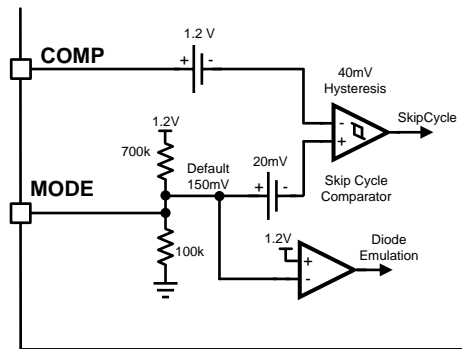 1.2 V
COMP
+ -
40mV
Hysteresis
SkipCycle
-
+
1.2V
700k
Default
150mV
20mV
+ -
Skip Cycle
Comparator
MODE
100k
1.2V
+
-
Diode
Emulation